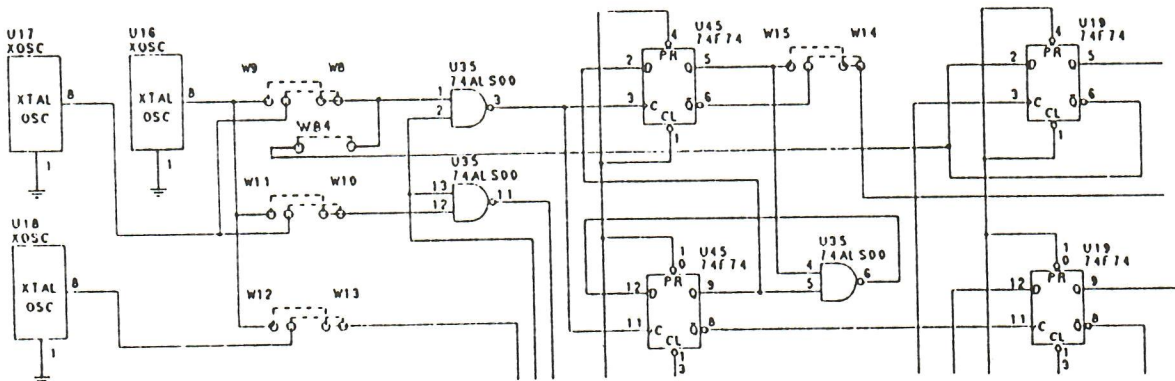 U17
XOSC
XTAL
OSC
8
1
U16
XOSC
XTAL
OSC
8
1
U18
XOSC
XTAL
OSC
8
1
W9 W8
W84
W11 W10
W12 W13
U35
74ALS00
1
2
3
U35
74ALS00
13
12
11
U45
74F74
4
PR
2 D Q 5
3 C Q 6
CL
1
W15 W14
U45
74F74
1
0
PR
12 D Q 9
11 C Q 8
CL
1
3
U35
74ALS00
4
5
6
U19
74F74
4
PR
2 D Q 5
3 C Q 6
CL
1
U19
74F74
1
0
PR
12 D Q 9
11 C Q 8
CL
1
3